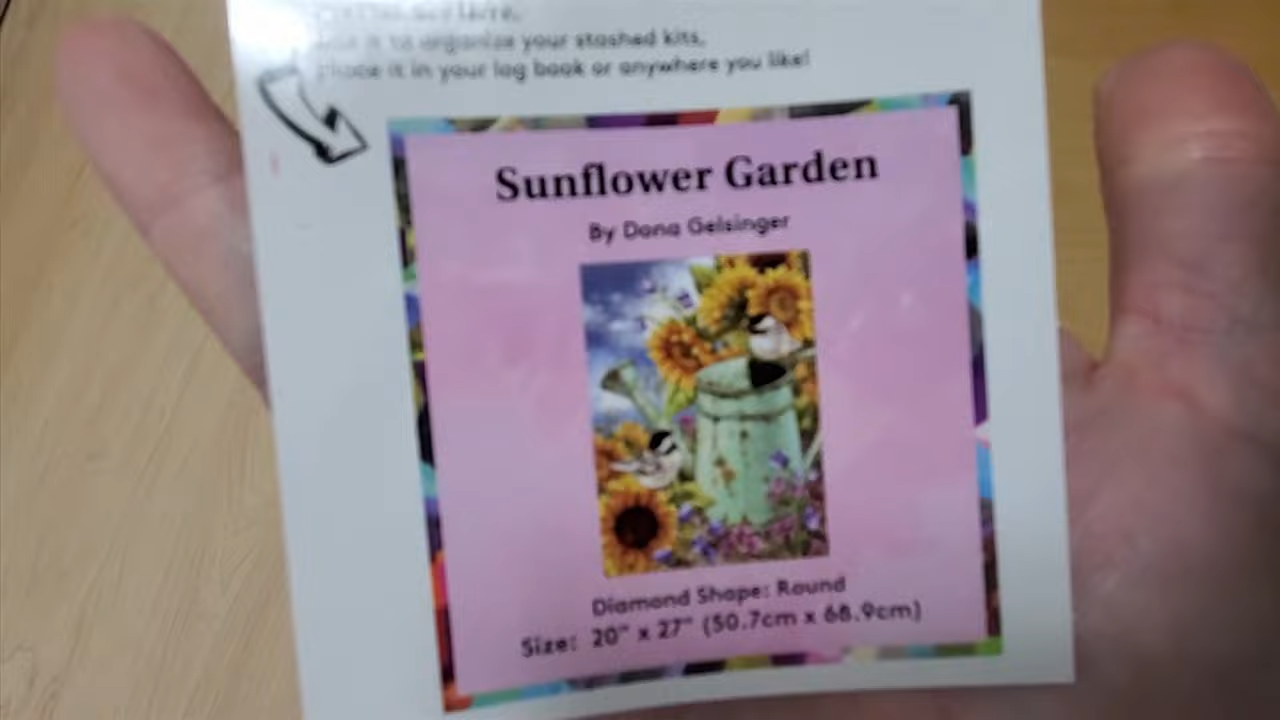 it to organize your stashed kits,
place it in your log book or anywhere you like!
Sunflower Garden
By Dona Gelsinger
Diamond Shape: Round
Size: 20" x 27" (50.7cm x 68.9cm)